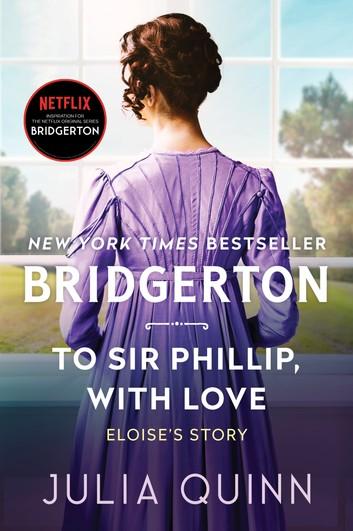 NETFLIX
INSPIRATION FOR
THE NETFLIX ORIGINAL SERIES
BRIDGERTON
NEW YORK TIMES BESTSELLER
BRIDGERTON
TO SIR PHILLIP,
WITH LOVE
ELOISE'S STORY
JULIA QUINN